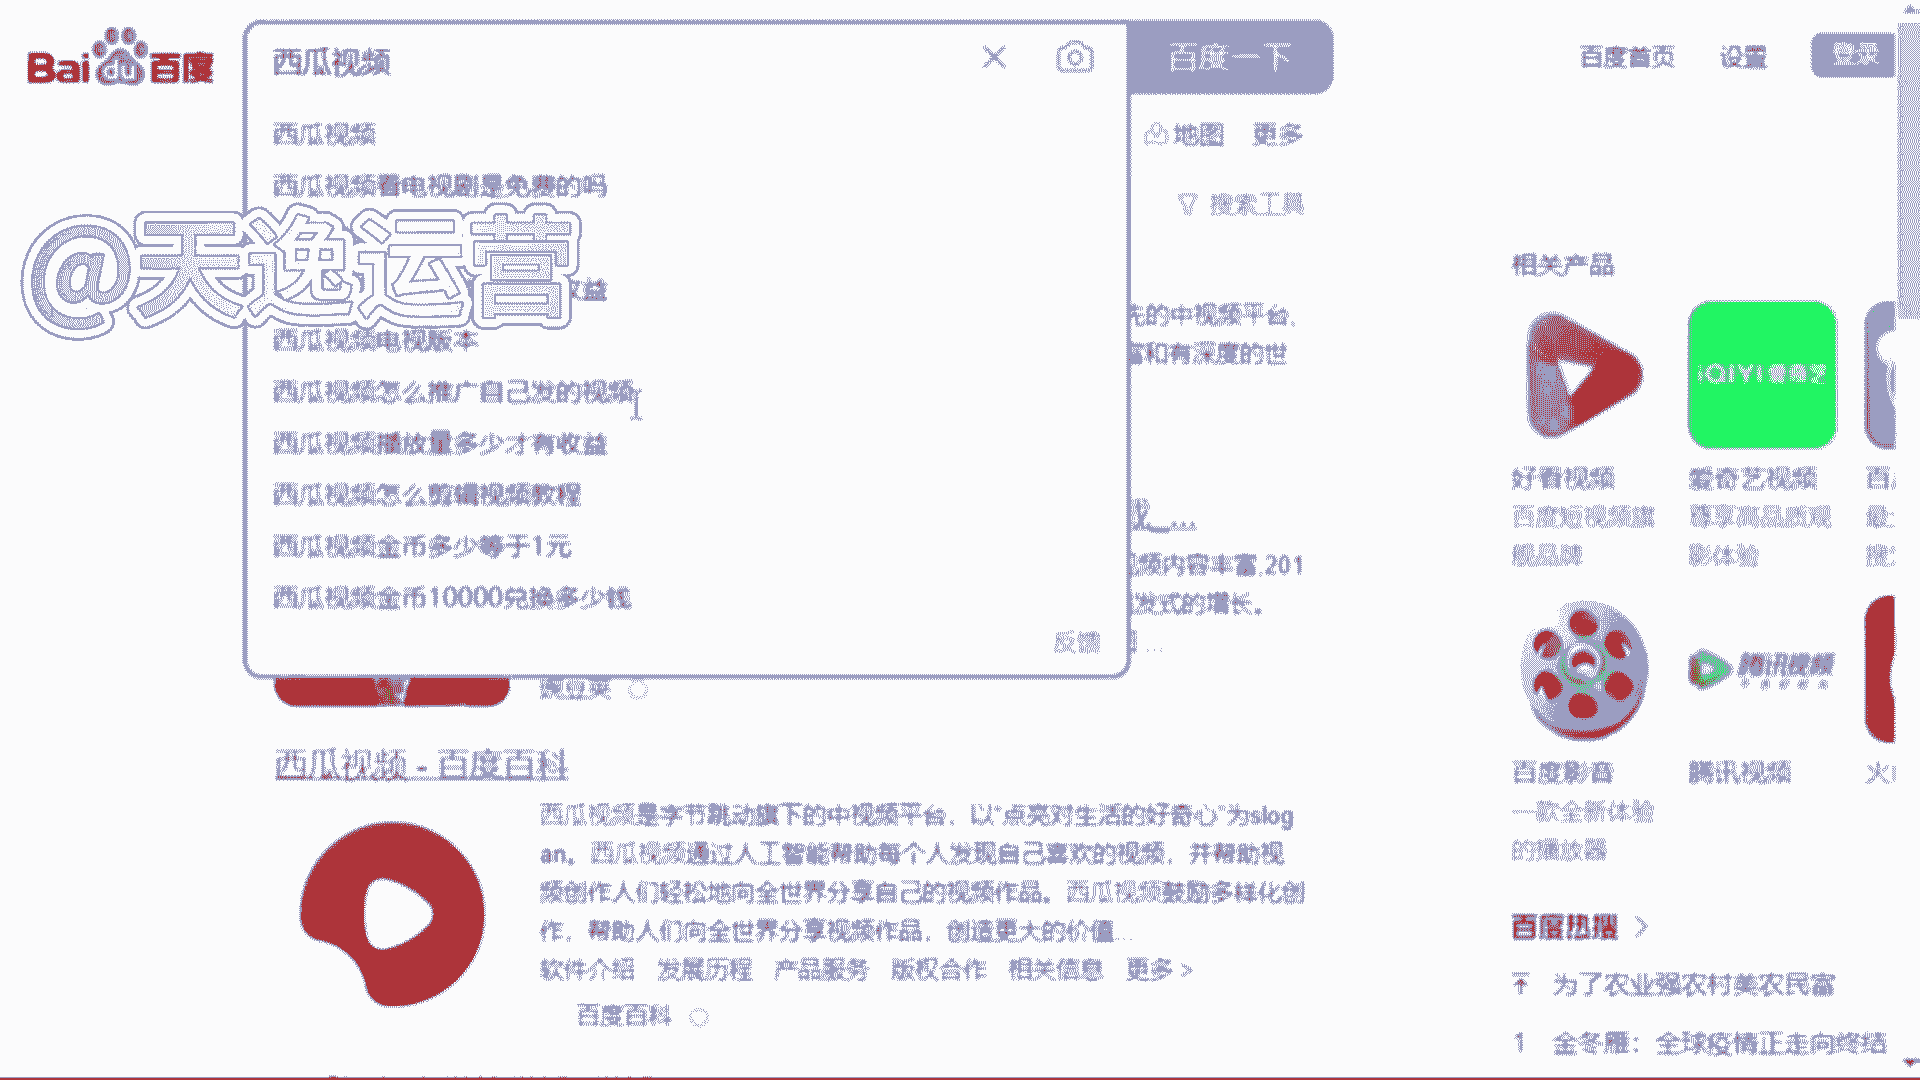 Baidu百度
西瓜视频
百度一下
百度首页
设置
登录
西瓜视频
西瓜视频看电视剧是免费的吗
收益
西瓜视频电视版本
西瓜视频怎么推广自己发的视频
西瓜视频播放量多少才有收益
西瓜视频怎么剪辑视频教程
西瓜视频金币多少等于1元
西瓜视频金币10000兑换多少钱
反馈
@天逸运营
地图 更多
搜索工具
先的中视频平台,
富和有深度的世
...
视频内容丰富,201
发式的增长。
...
豌豆荚
西瓜视频 - 百度百科
西瓜视频是字节跳动旗下的中视频平台,以"点亮对生活的好奇心"为slog
an。西瓜视频通过人工智能帮助每个人发现自己喜欢的视频,并帮助视
频创作人们轻松地向全世界分享自己的视频作品。西瓜视频鼓励多样化创
作,帮助人们向全世界分享视频作品,创造更大的价值...
软件介绍 发展历程 产品服务 版权合作 相关信息 更多 >
百度百科
相关产品
iQIYI 爱奇艺
好看视频
百度短视频旗
舰品牌
爱奇艺视频
尊享高品质观
影体验
百
腾讯视频
百度影音
一款全新体验
的播放器
腾讯视频
火
百度热搜 >
为了农业强农村美农民富
1 金冬雁:全球疫情正走向终结